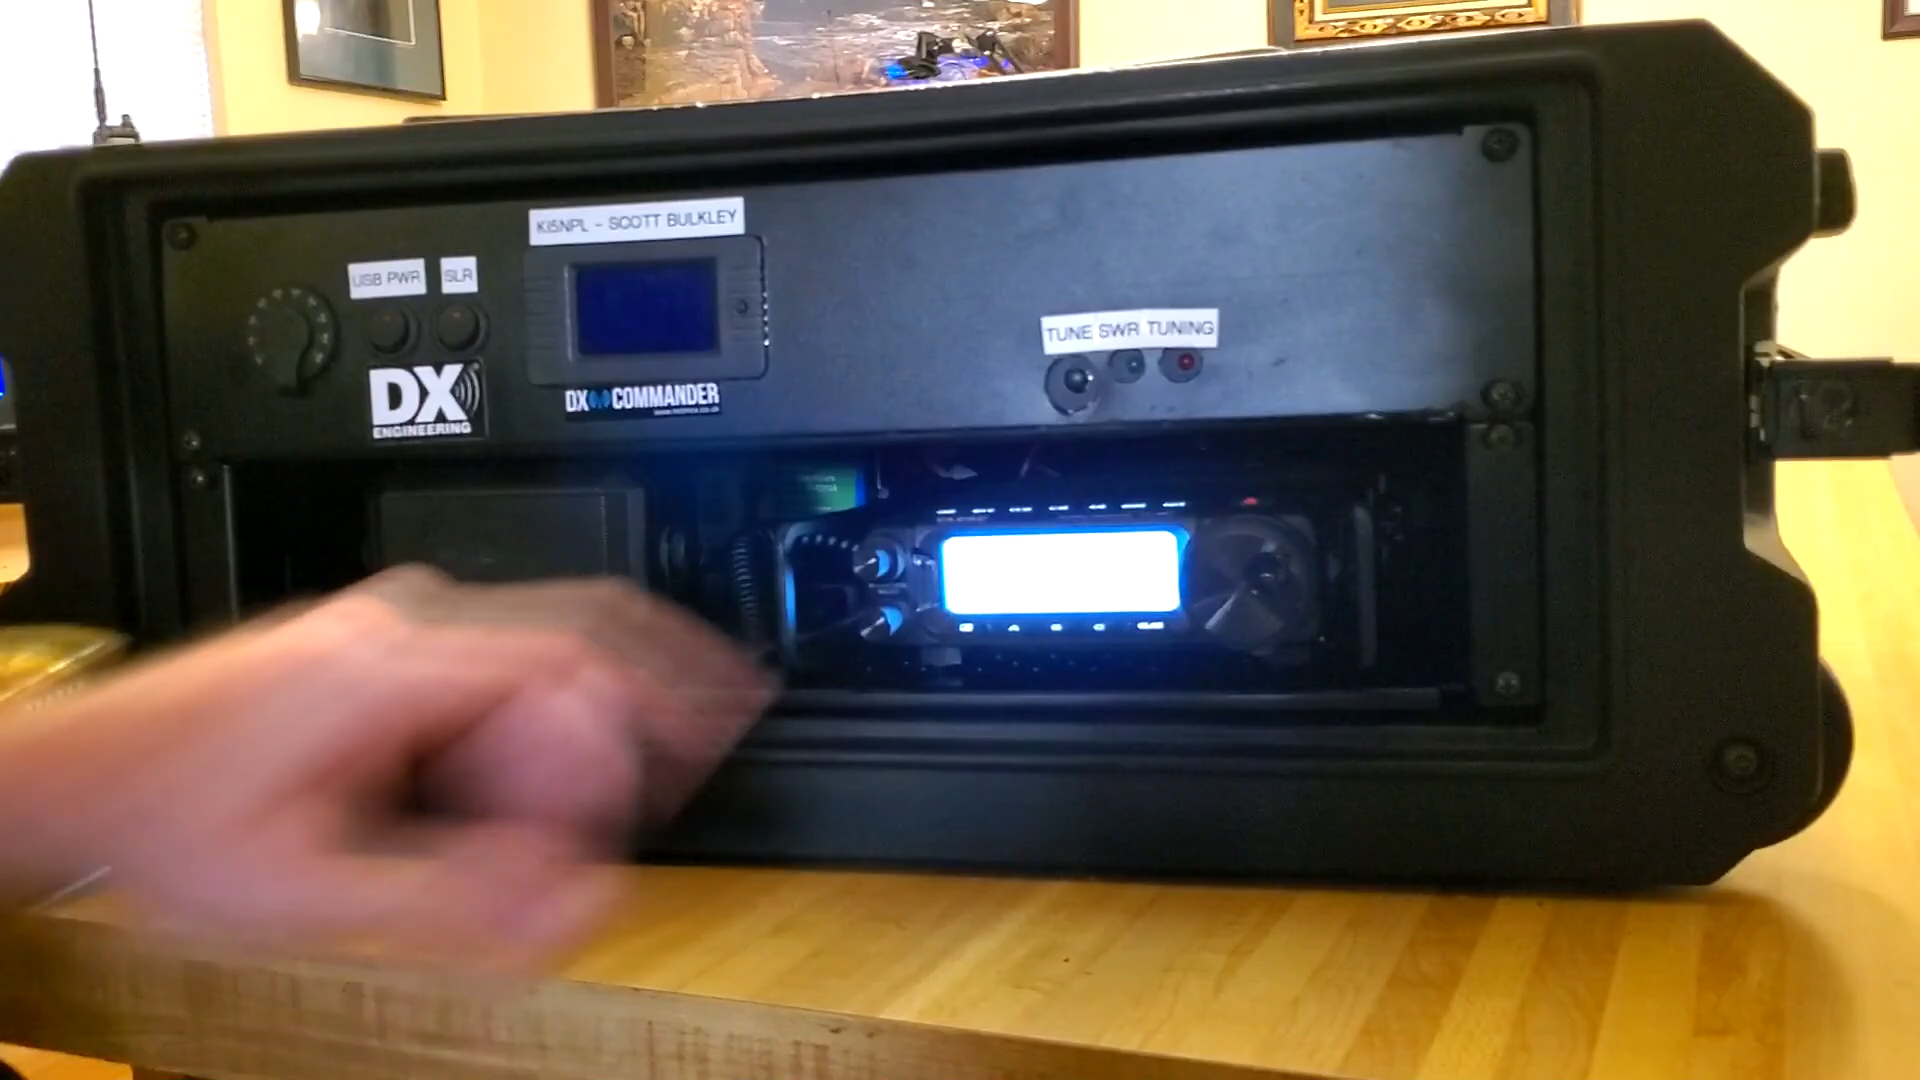 KI5NPL - SCOTT BULKLEY
USB PWR
SLR
TUNE SWR TUNING
DX
ENGINEERING
DX COMMANDER